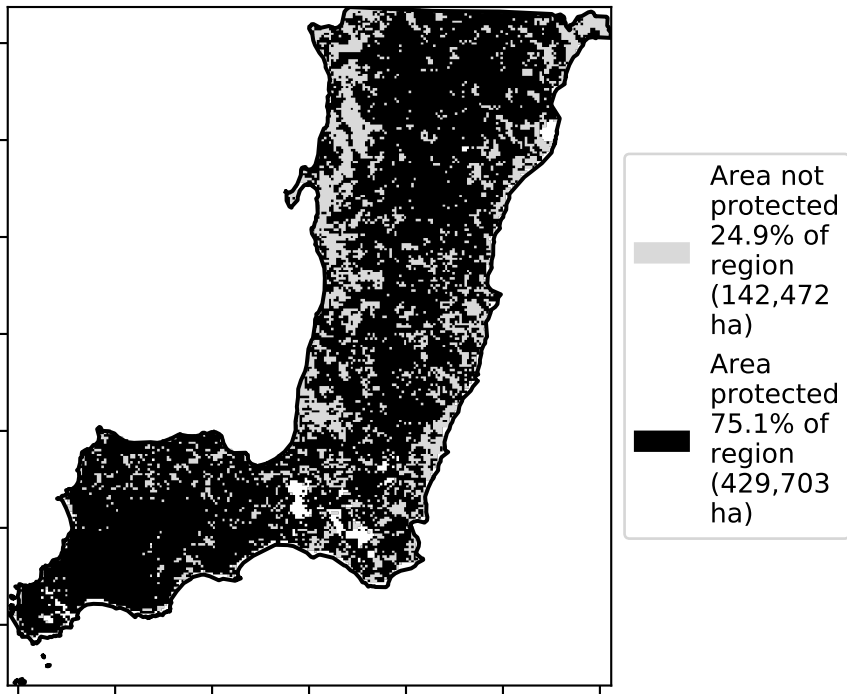 Area not
protected
24.9% of
region
(142,472
ha)
Area
protected
75.1% of
region
(429,703
ha)